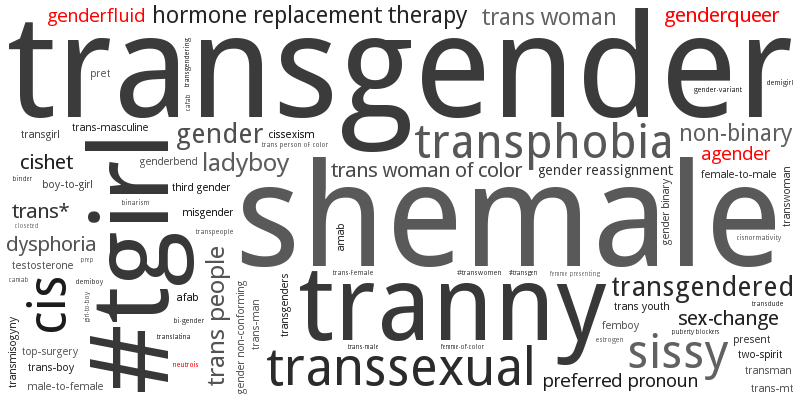 genderfluid
hormone replacement therapy
trans woman
genderqueer
transgender
pret
transgendering
cafab
gender-variant
demigirl
transgirl
trans-masculine
gender
cissexism
trans person of color
transphobia
non-binary
cishet
genderbend
ladyboy
trans woman of color
gender reassignment
agender
female-to-male
binder
boy-to-girl
third gender
binarism
shemale
gender binary
transwoman
trans*
misgender
closeted
#tgirl
transpeople
amab
cisnormativity
dysphoria
testosterone
prep
trans-female
#transwomen
#transgen
femme presenting
camab
demiboy
cis
girl-to-boy
afab
trans people
gender non-conforming
trans-man
transgenders
tranny
transgendered
trans youth
transdude
bi-gender
sex-change
femboy
puberty blockers
transmisogyny
translatina
estrogen
present
top-surgery
trans-male
femme-of-color
sissy
two-spirit
trans-boy
neutrois
transsexual
transman
male-to-female
preferred pronoun
trans-mt